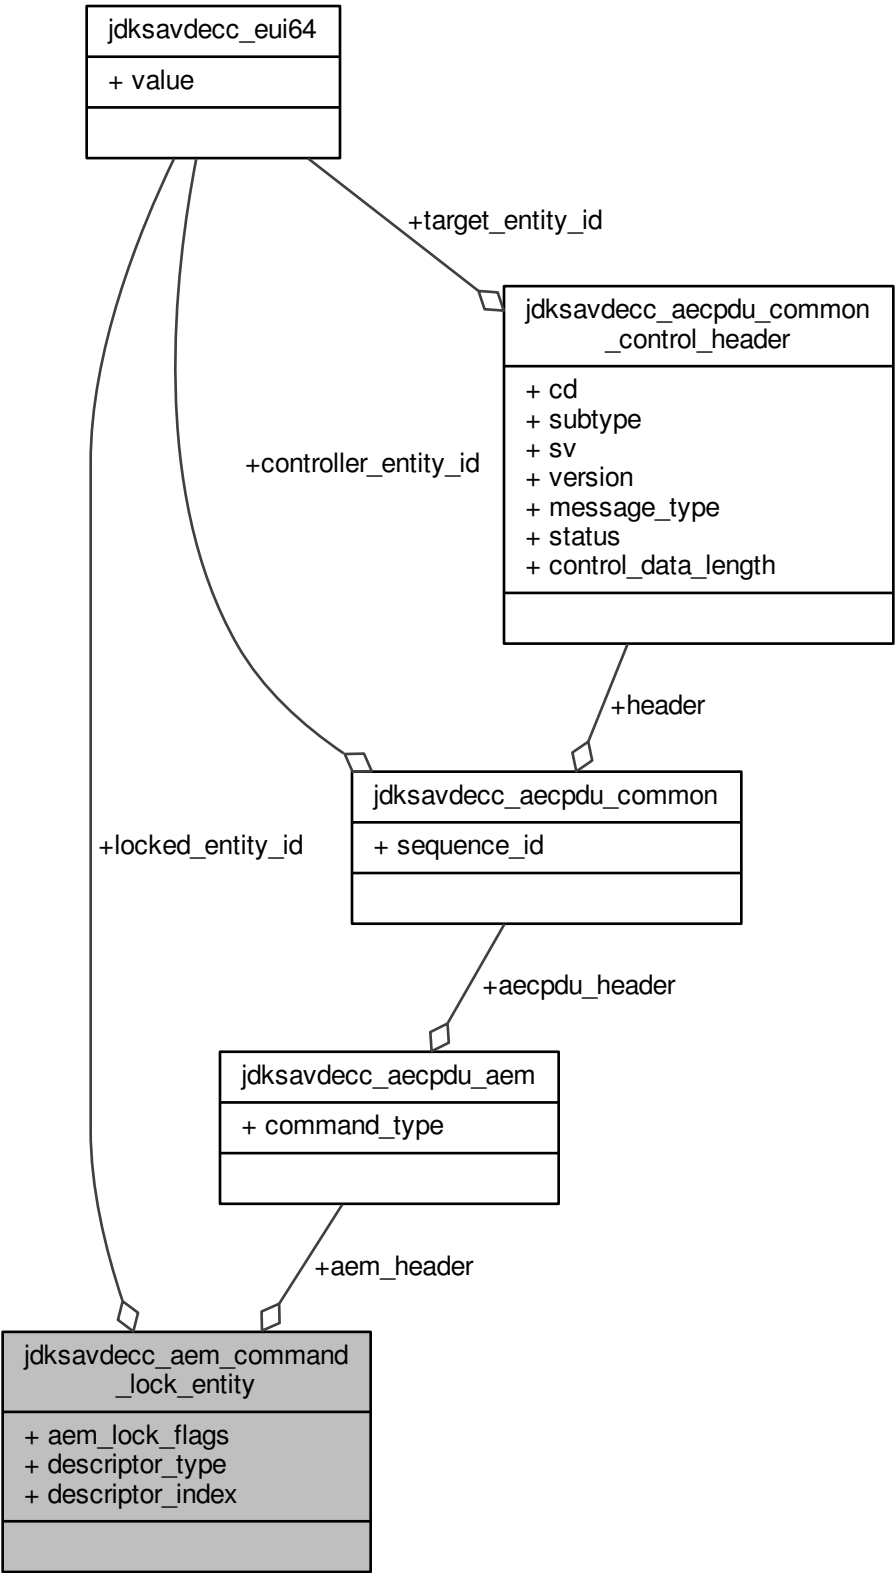 jdksavdecc_eui64
+ value
+target_entity_id
jdksavdecc_aecpdu_common
_control_header
+ cd
+ subtype
+ sv
+ version
+ message_type
+ status
+ control_data_length
+controller_entity_id
+header
jdksavdecc_aecpdu_common
+ sequence_id
+locked_entity_id
+aecpdu_header
jdksavdecc_aecpdu_aem
+ command_type
+aem_header
jdksavdecc_aem_command
_lock_entity
+ aem_lock_flags
+ descriptor_type
+ descriptor_index